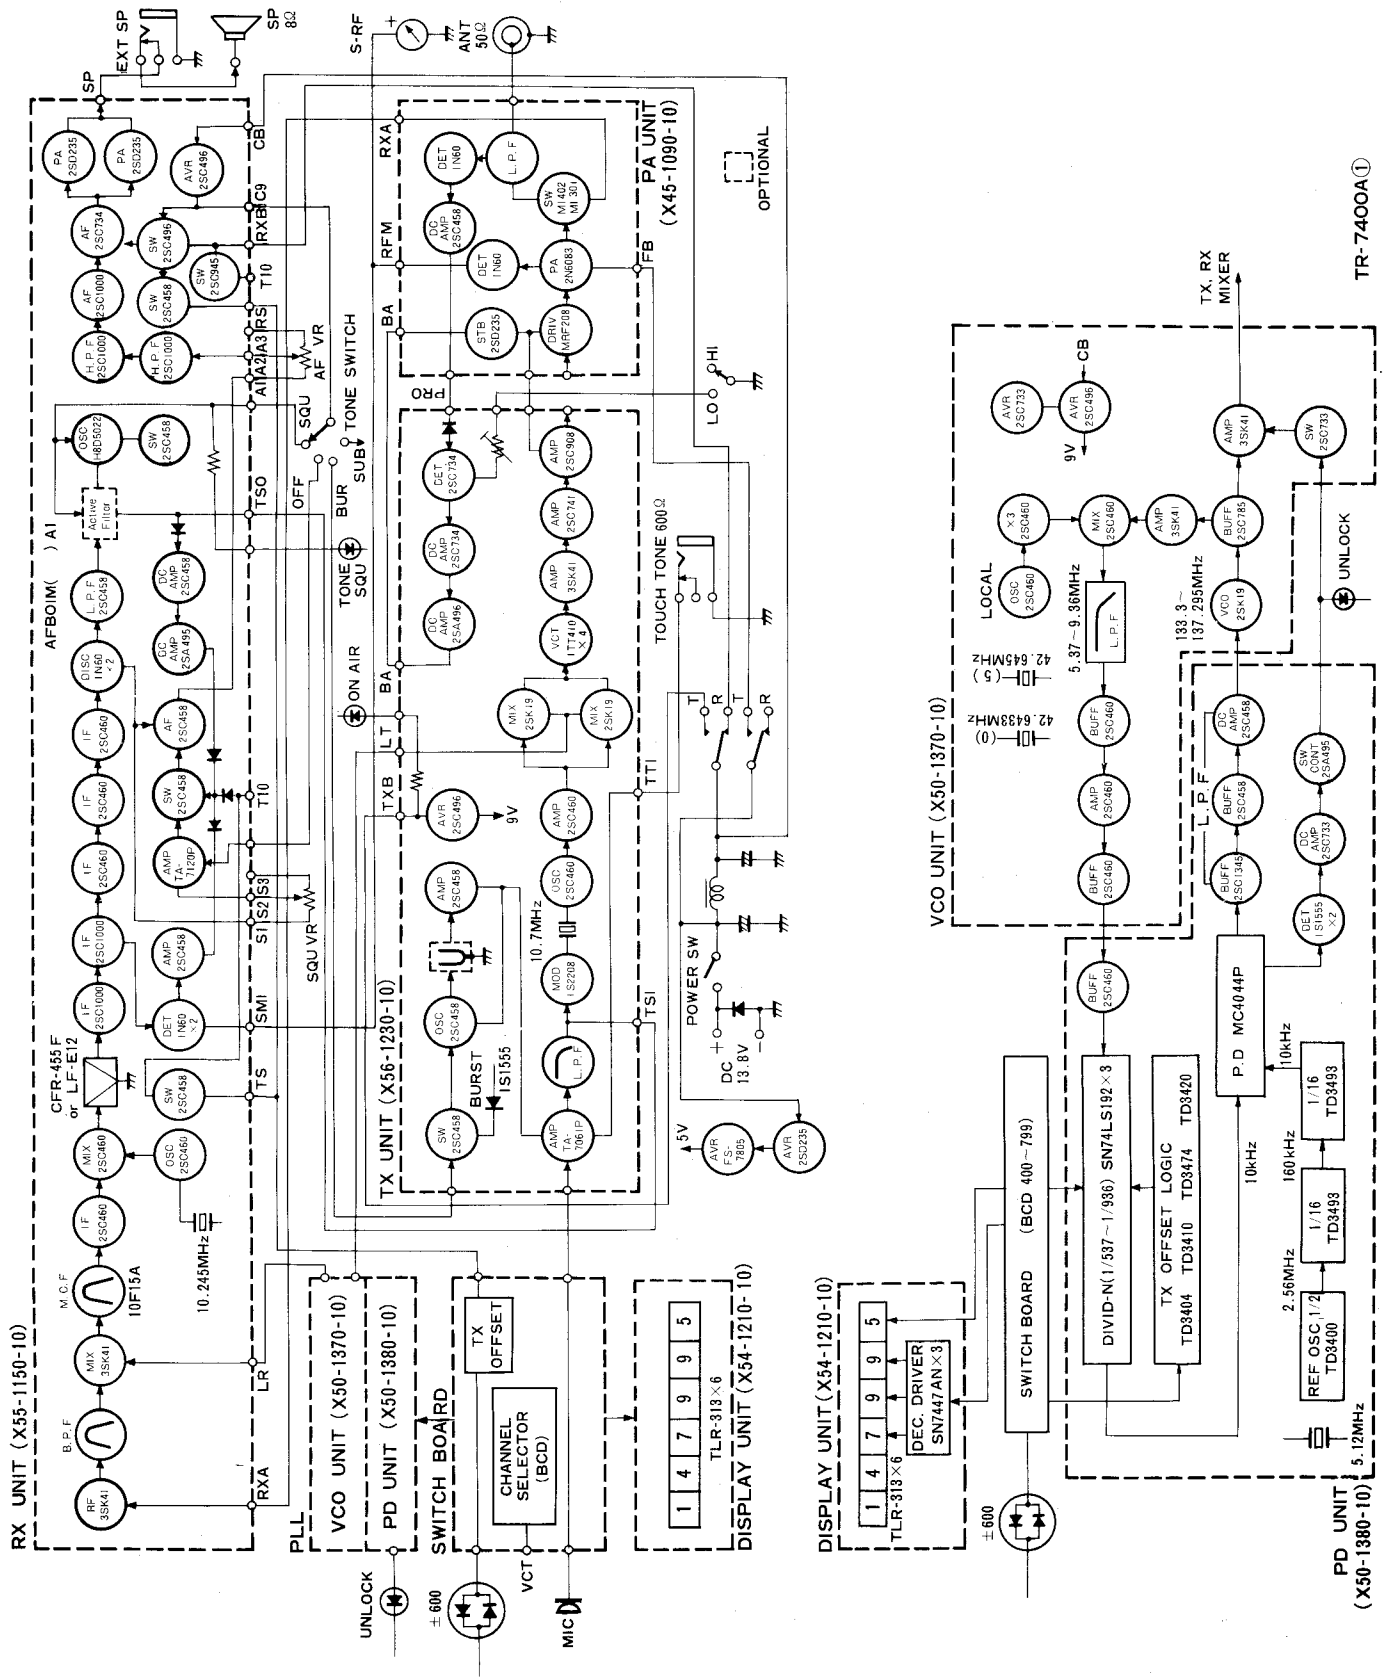 RX UNIT (X55-1150-10)
RF
3SK41
B.P.F
MIX
3SK41
M.C.F
10F15A
IF
2SC460
MIX
2SC460
OSC
2SC460
10.245MHz
CFR-455F
or LF-E12
IF
2SC1000
IF
2SC1000
IF
2SC460
IF
2SC460
IF
2SC460
DISC
1N60
×2
L.P.F
2SC458
AFB01M( ) A1
Active
Filter
OSC
H8D5022
SW
2SC458
SW
2SC458
DET
1N60
×2
AMP
2SC458
AMP
TA-
7120P
SW
2SC458
AF
2SC458
DC
AMP
2SA495
DC
AMP
2SC458
H.P.F
2SC1000
H.P.F
2SC1000
AF
2SC1000
AF
2SC734
PA
2SD235
PA
2SD235
SW
2SC458
SW
2SC496
SW
2SC945
AVR
2SC496
SP
EXT SP
SP
8Ω
RXA
LR
TS
SMI
S1
S2
S3
T10
TSO
A1
A2
A3
RS
T10
RXB
C9
CB
SQU VR
AF VR
TONE SWITCH
SQU
OFF
BUR
SUB
TONE
SQU
ON AIR
S-RF
+
ANT
50Ω
TX UNIT (X56-1230-10)
SW
2SC458
OSC
2SC458
BURST
IS1555
AMP
2SC458
AVR
2SC496
9V
AMP
TA-
7061P
L.P.F
MOD
IS2208
10.7MHz
OSC
2SC460
AMP
2SC460
MIX
2SK19
MIX
2SK19
VCT
ITT410
×4
AMP
3SK41
AMP
2SC741
AMP
2SC908
DC
AMP
2SA496
DC
AMP
2SC734
DET
2SC734
TXB
LT
BA
PRO
TSI
TTI
PA UNIT
(X45-1090-10)
BA
RFM
RXA
FB
STB
2SD235
DRIV
MRF208
PA
2N6083
DET
1N60
DC
AMP
2SC458
DET
1N60
L.P.F
SW
MI402
MI301
OPTIONAL
LO
HI
TOUCH TONE 600Ω
T
R
T
R
POWER SW
DC +
13.8V -
5V
AVR
FS-
7805
AVR
2SD235
PLL
VCO UNIT (X50-1370-10)
PD UNIT (X50-1380-10)
UNLOCK
SWITCH BOARD
TX
OFFSET
CHANNEL
SELECTOR
(BCD)
±600
VCT
MIC
1 4 7 9 9 5
TLR-313×6
DISPLAY UNIT (X54-1210-10)
DISPLAY UNIT (X54-1210-10)
1 4 7 9 9 5
TLR-313×6
DEC. DRIVER
SN7447AN×3
SWITCH BOARD (BCD 400~799)
±600
PD UNIT
(X50-1380-10)
DIVID-N(1/537~1/936) SN74LS192×3
TX OFFSET LOGIC
TD3404 TD3410 TD3474 TD3420
REF OSC, 1/2
TD3400
5.12MHz
2.56MHz
1/16
TD3493
160kHz
1/16
TD3493
10kHz
10kHz
P.D MC4044P
BUFF
2SC460
BUFF
2SC1345
BUFF
2SC458
DC
AMP
2SC458
L.P.F
DET
IS1555
×2
DC
AMP
2SC733
SW
CONT
2SA495
UNLOCK
VCO UNIT (X50-1370-10)
BUFF
2SC460
AMP
2SC460
BUFF
2SC460
42.6433MHz
(0)
42.645MHz
(5)
5.37~9.36MHz
L.P.F
LOCAL
OSC
2SC460
×3
2SC460
MIX
2SC460
AMP
3SK41
133.3~
137.295MHz
VCO
2SK19
BUFF
2SC785
AMP
3SK41
SW
2SC733
AVR
2SC733
AVR
2SC496
9V
CB
TX, RX
MIXER
TR-7400A①